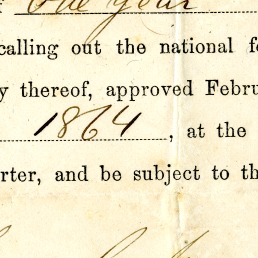 One year
calling out the national fo
y thereof, approved Febru
1864, at the
rter, and be subject to th